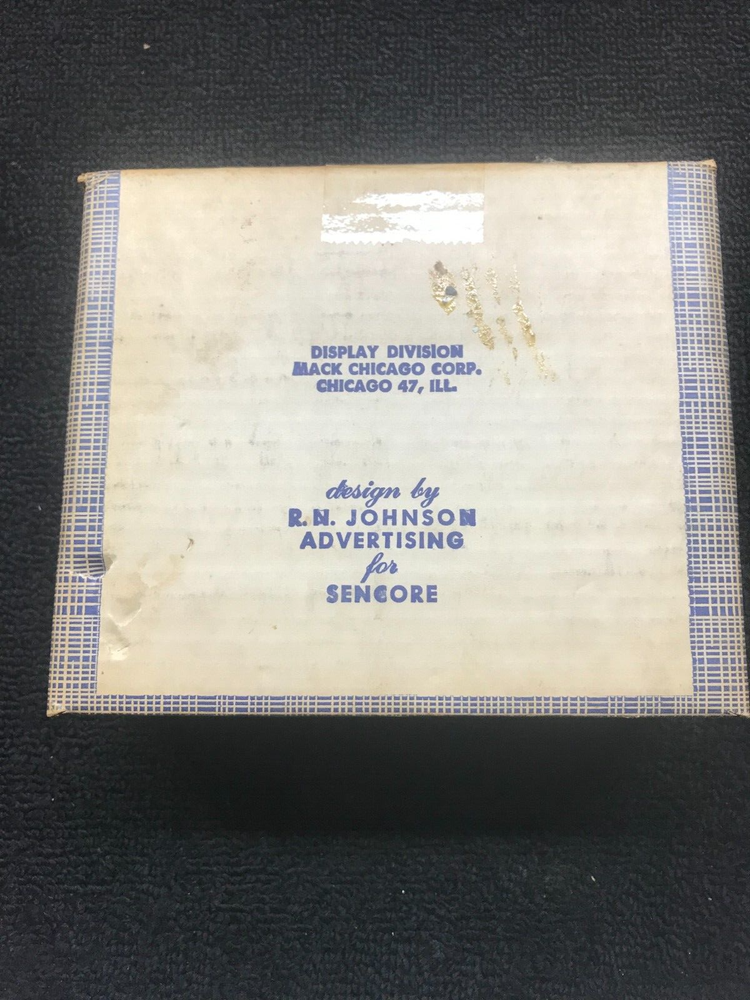 DISPLAY DIVISION
MACK CHICAGO CORP.
CHICAGO 47, ILL.
design by
R.N. JOHNSON
ADVERTISING
for
SENCORE